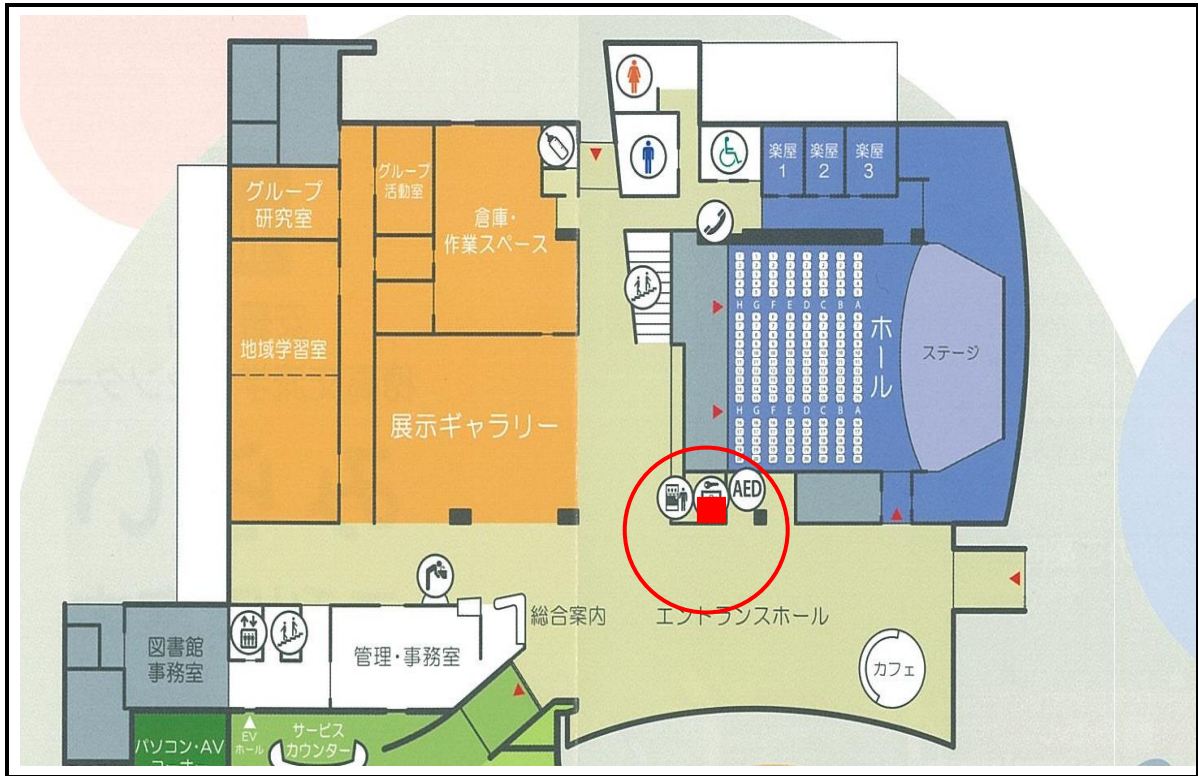 楽屋
1
楽屋
2
楽屋
3
グループ
研究室
グループ
活動室
倉庫・
作業スペース
地域学習室
展示ギャラリー
H G F E D C B A
ホール
ステージ
H G F E D C B A
AED
総合案内
エントランスホール
カフェ
図書館
事務室
管理・事務室
EV
ホール
サービス
カウンター
パソコン・AV
コーナー